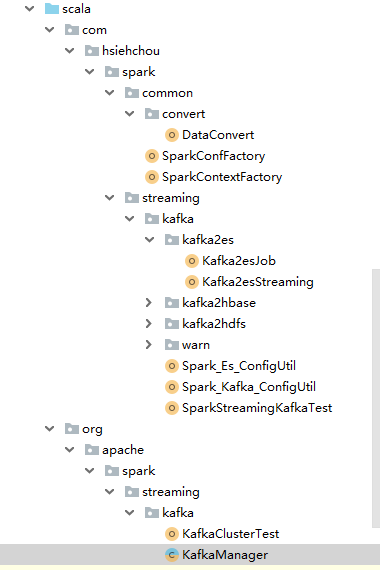 scala
com
hsiehchou
spark
common
convert
DataConvert
SparkConfFactory
SparkContextFactory
streaming
kafka
kafka2es
Kafka2esJob
Kafka2esStreaming
kafka2hbase
kafka2hdfs
warn
Spark_Es_ConfigUtil
Spark_Kafka_ConfigUtil
SparkStreamingKafkaTest
org
apache
spark
streaming
kafka
KafkaClusterTest
KafkaManager